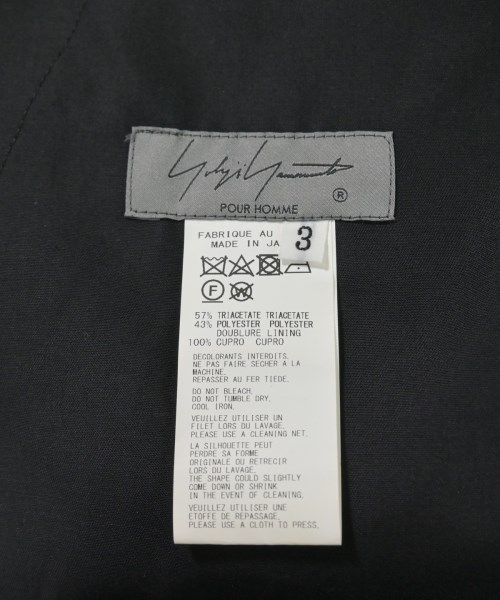 Yohji Yamamoto ®
POUR HOMME
FABRIQUE AU
MADE IN JA
3
F W
57% TRIACETATE TRIACETATE
43% POLYESTER POLYESTER
DOUBLURE LINING
100% CUPRO CUPRO
DECOLORANTS INTERDITS.
NE PAS FAIRE SECHER A LA
MACHINE.
REPASSER AU FER TIEDE.
DO NOT BLEACH.
DO NOT TUMBLE DRY.
COOL IRON.
VEUILLEZ UTILISER UN
FILET LORS DU LAVAGE.
PLEASE USE A CLEANING NET.
LA SILHOUETTE PEUT
PERDRE SA FORME
ORIGINALE OU RETRECIR
LORS DU LAVAGE.
THE SHAPE COULD SLIGHTLY
COME DOWN OR SHRINK
IN THE EVENT OF CLEANING.
VEUILLEZ UTILISER UNE
ETOFFE DE REPASSAGE.
PLEASE USE A CLOTH TO PRESS.